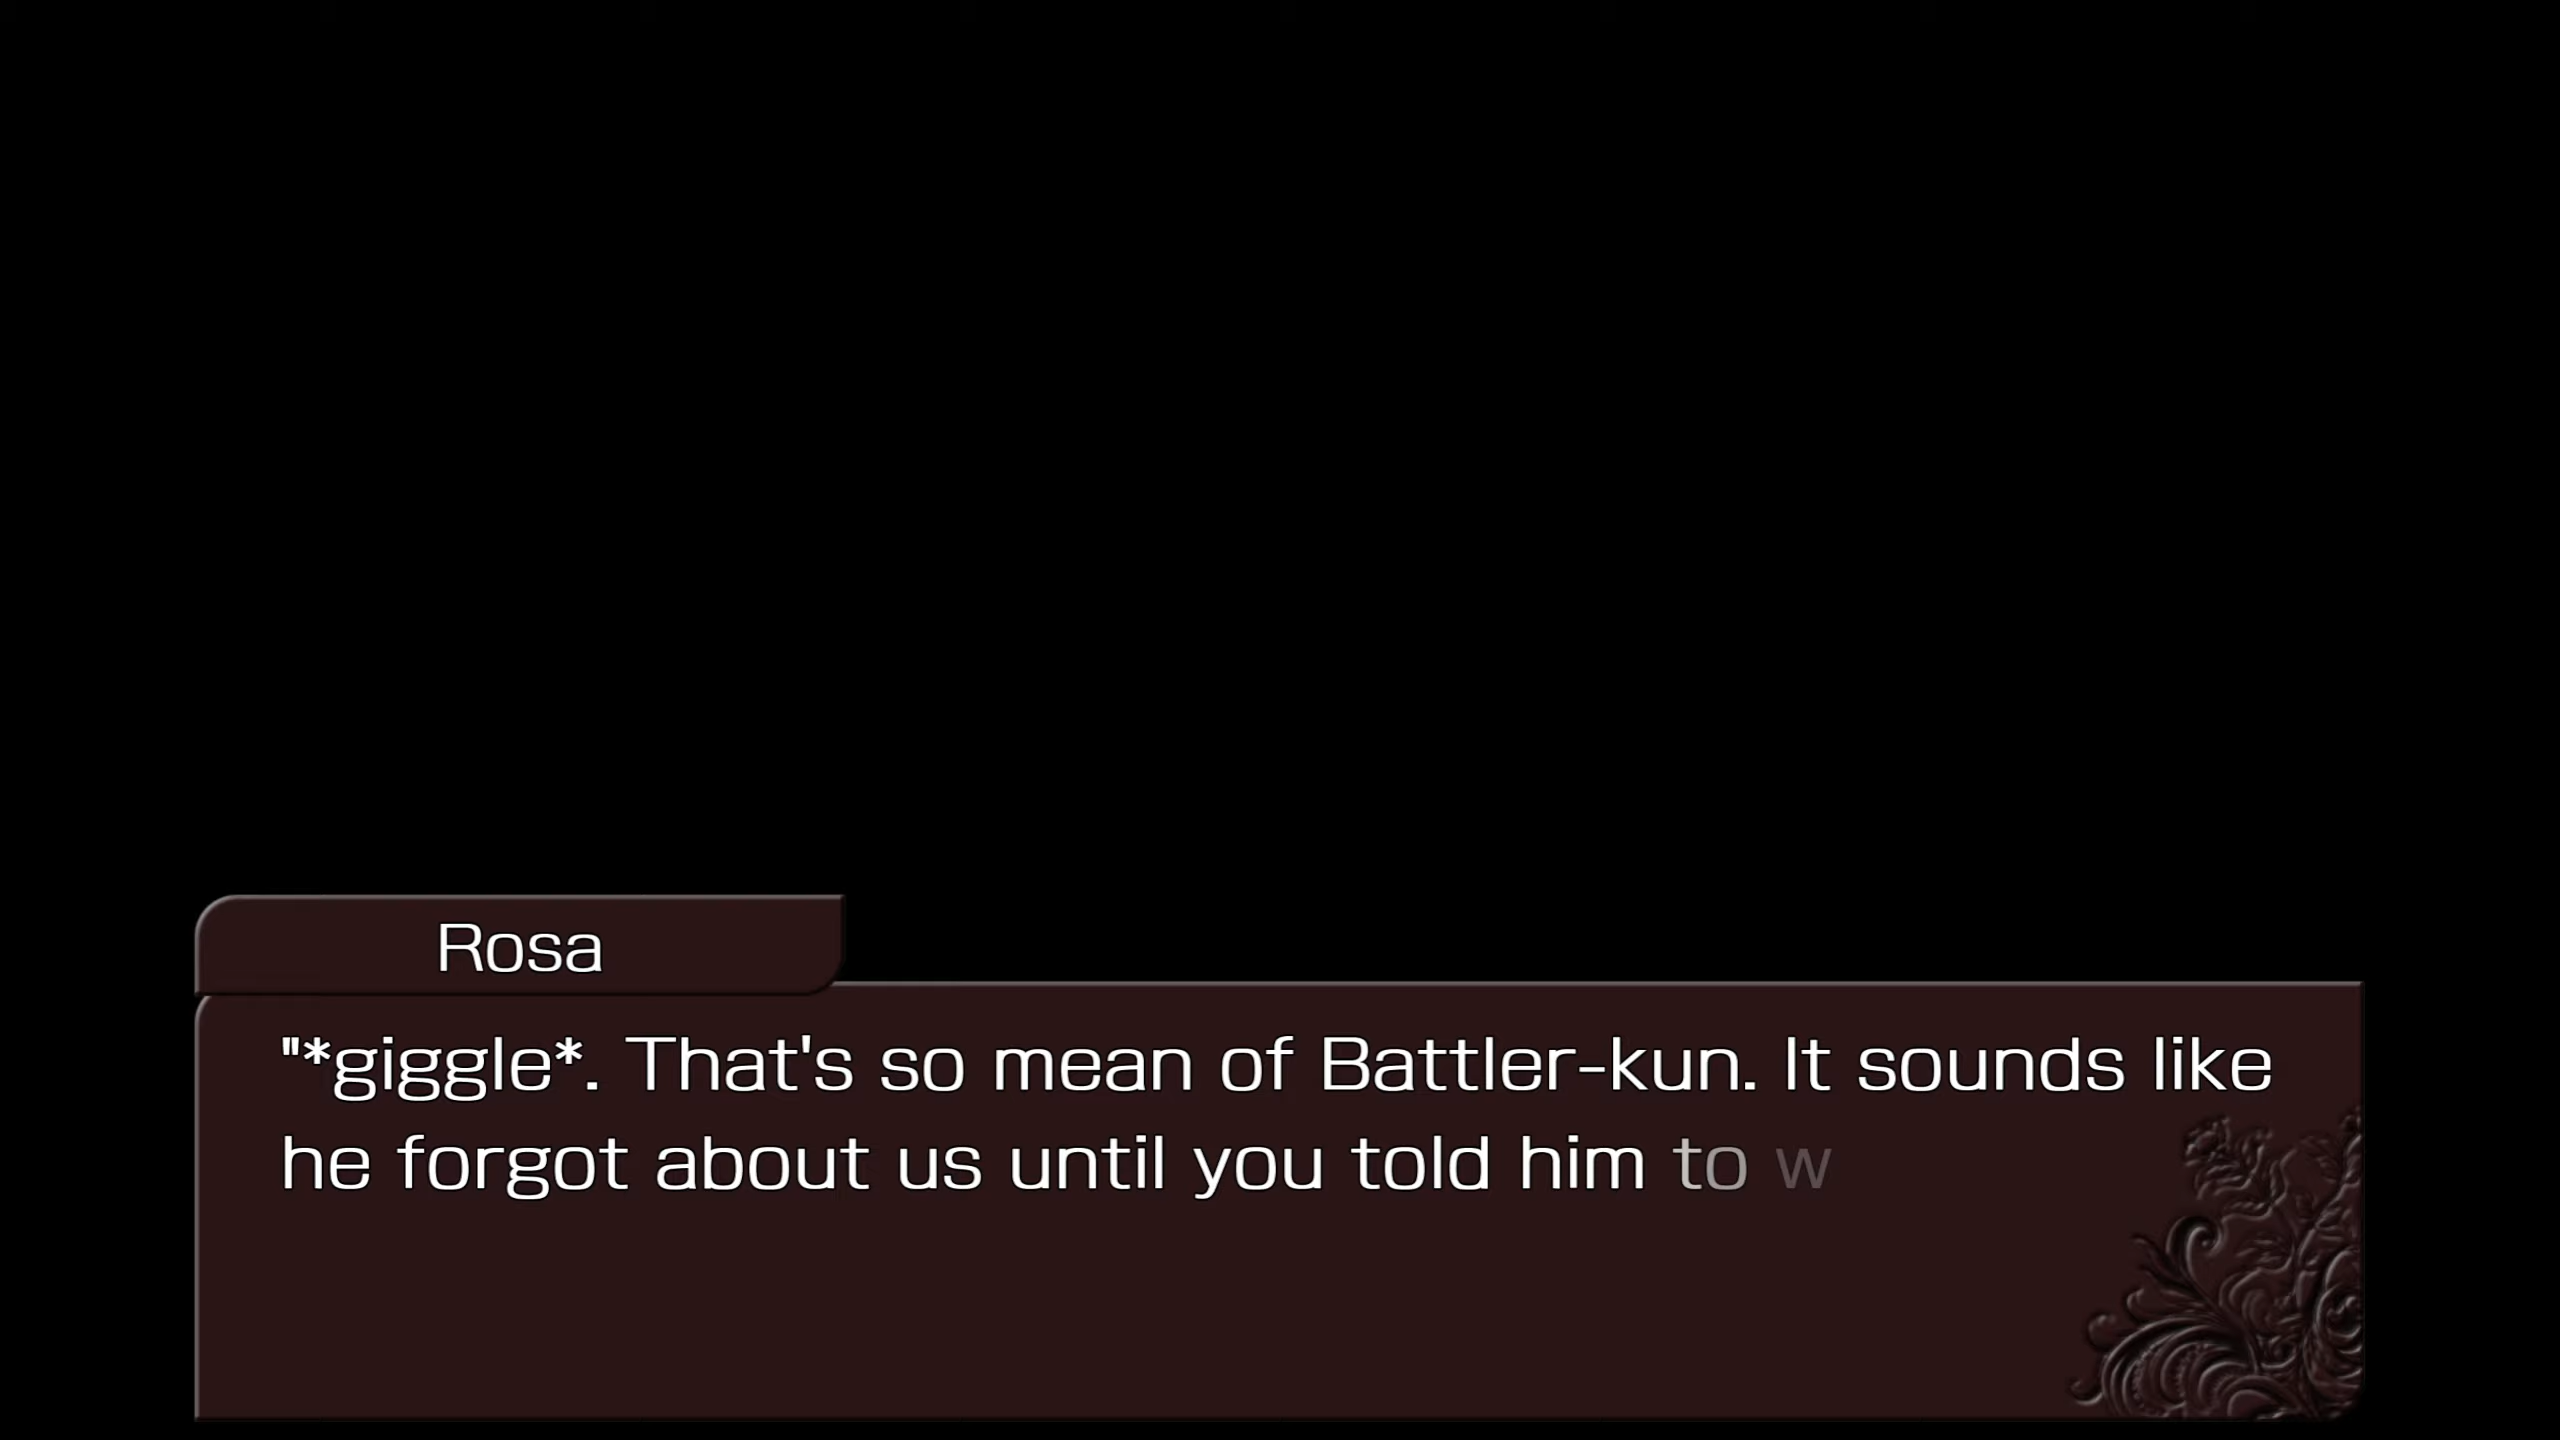 Rosa
"*giggle*. That's so mean of Battler-kun. It sounds like
he forgot about us until you told him to w